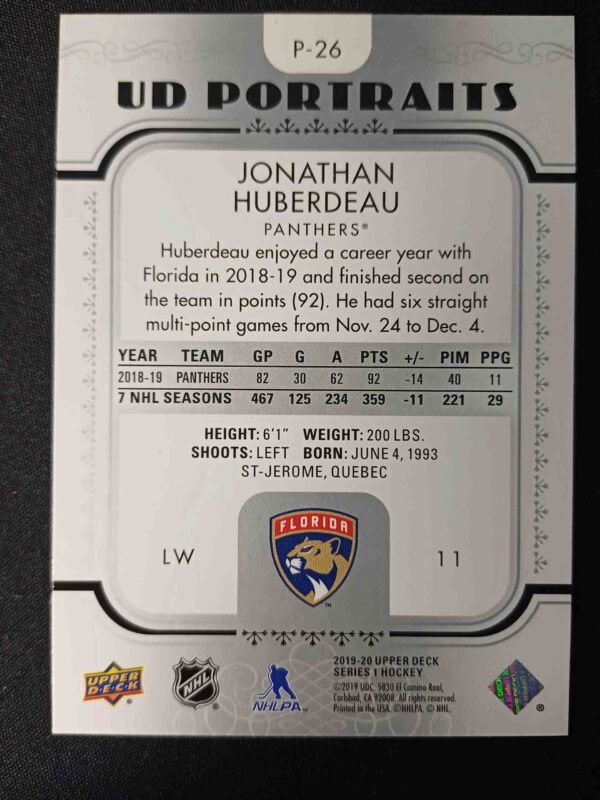 P-26
UD PORTRAITS
JONATHAN
HUBERDEAU
PANTHERS®
Huberdeau enjoyed a career year with
Florida in 2018-19 and finished second on
the team in points (92). He had six straight
multi-point games from Nov. 24 to Dec. 4.
YEAR TEAM GP G A PTS +/- PIM PPG
2018-19 PANTHERS 82 30 62 92 -14 40 11
7 NHL SEASONS 467 125 234 359 -11 221 29
HEIGHT: 6'1" WEIGHT: 200 LBS.
SHOOTS: LEFT BORN: JUNE 4, 1993
ST-JEROME, QUEBEC
FLORIDA
™
LW 11
2019-20 UPPER DECK
SERIES 1 HOCKEY
©2019 UDC. 5830 El Camino Real,
Carlsbad, CA 92008. All rights reserved.
Printed in the USA. ©NHLPA. © NHL.
UPPER DECK
NHL
NHLPA
®